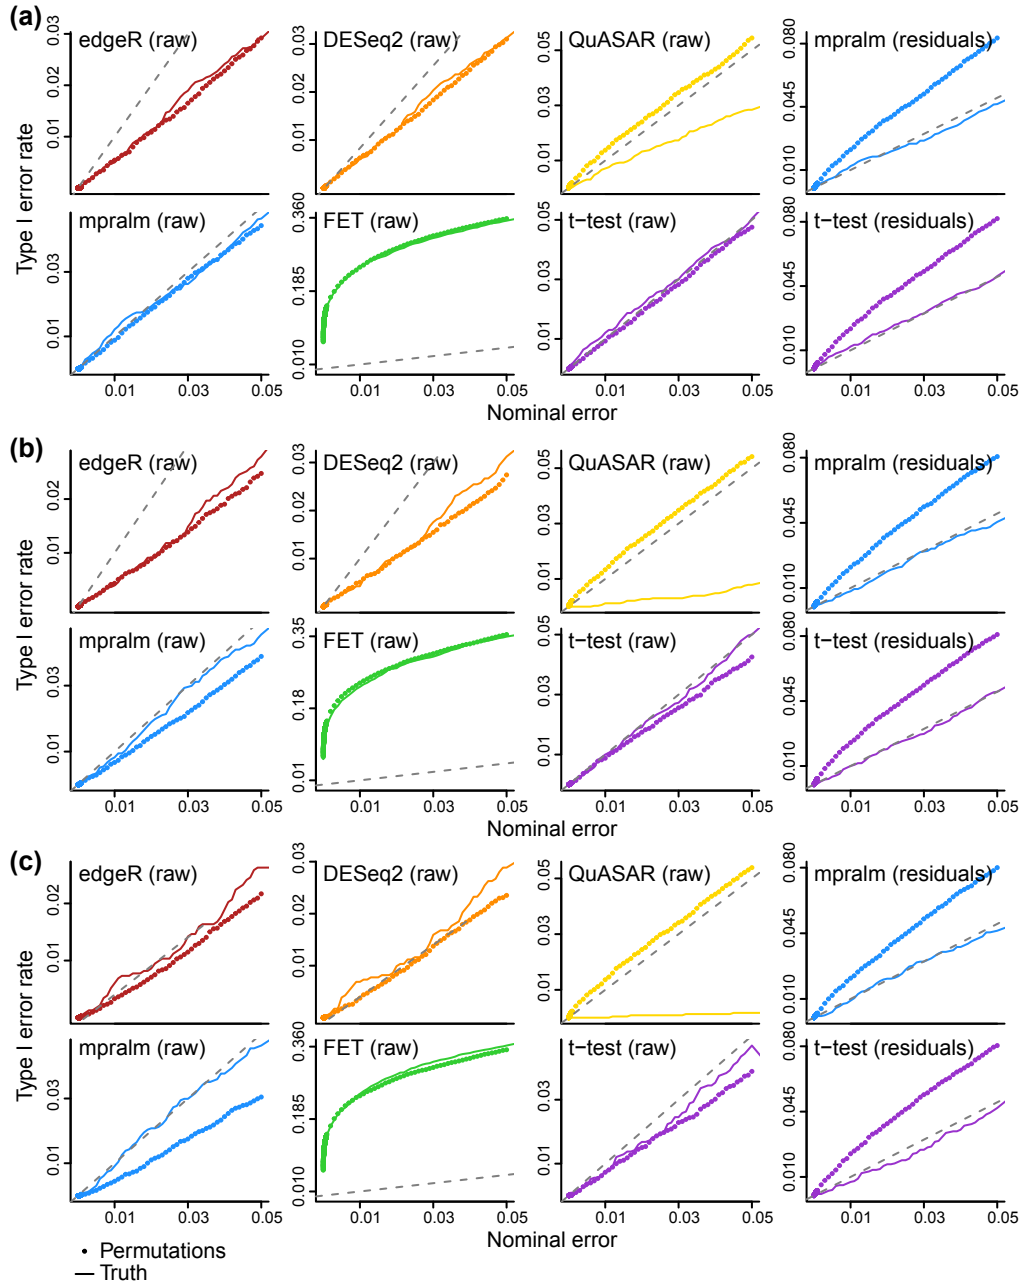 (a)
edgeR (raw)
DESeq2 (raw)
QuASAR (raw)
mpralm (residuals)
0.01 0.02 0.03
0.01 0.02 0.03
0.01 0.03 0.05
0.010 0.045 0.080
Type I error rate
mpralm (raw)
FET (raw)
t−test (raw)
t−test (residuals)
0.01 0.03
0.010 0.185 0.360
0.01 0.03 0.05
0.010 0.045 0.080
0.01 0.03 0.05
0.01 0.03 0.05
0.01 0.03 0.05
0.01 0.03 0.05
Nominal error
(b)
edgeR (raw)
DESeq2 (raw)
QuASAR (raw)
mpralm (residuals)
0.01 0.02
0.01 0.02 0.03
0.01 0.03 0.05
0.010 0.045 0.080
Type I error rate
mpralm (raw)
FET (raw)
t−test (raw)
t−test (residuals)
0.01 0.03
0.01 0.18 0.35
0.01 0.03 0.05
0.010 0.045 0.080
0.01 0.03 0.05
0.01 0.03 0.05
0.01 0.03 0.05
0.01 0.03 0.05
Nominal error
(c)
edgeR (raw)
DESeq2 (raw)
QuASAR (raw)
mpralm (residuals)
0.01 0.02
0.01 0.02 0.03
0.01 0.03 0.05
0.010 0.045 0.080
Type I error rate
mpralm (raw)
FET (raw)
t−test (raw)
t−test (residuals)
0.01 0.03
0.010 0.185 0.360
0.01 0.03
0.010 0.045 0.080
0.01 0.03 0.05
0.01 0.03 0.05
0.01 0.03 0.05
0.01 0.03 0.05
Nominal error
Permutations
Truth